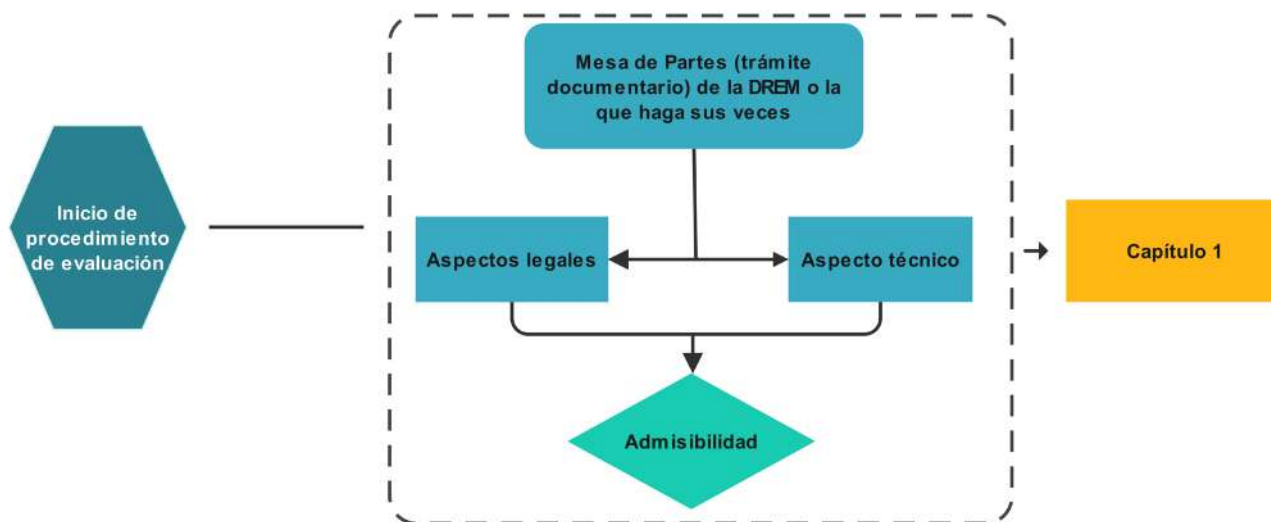 Mesa de Partes (trámite
documentario) de la DREM o la
que haga sus veces
Inicio de
procedimiento
de evaluación
Aspectos legales
Aspecto técnico
Capítulo 1
Admisibilidad